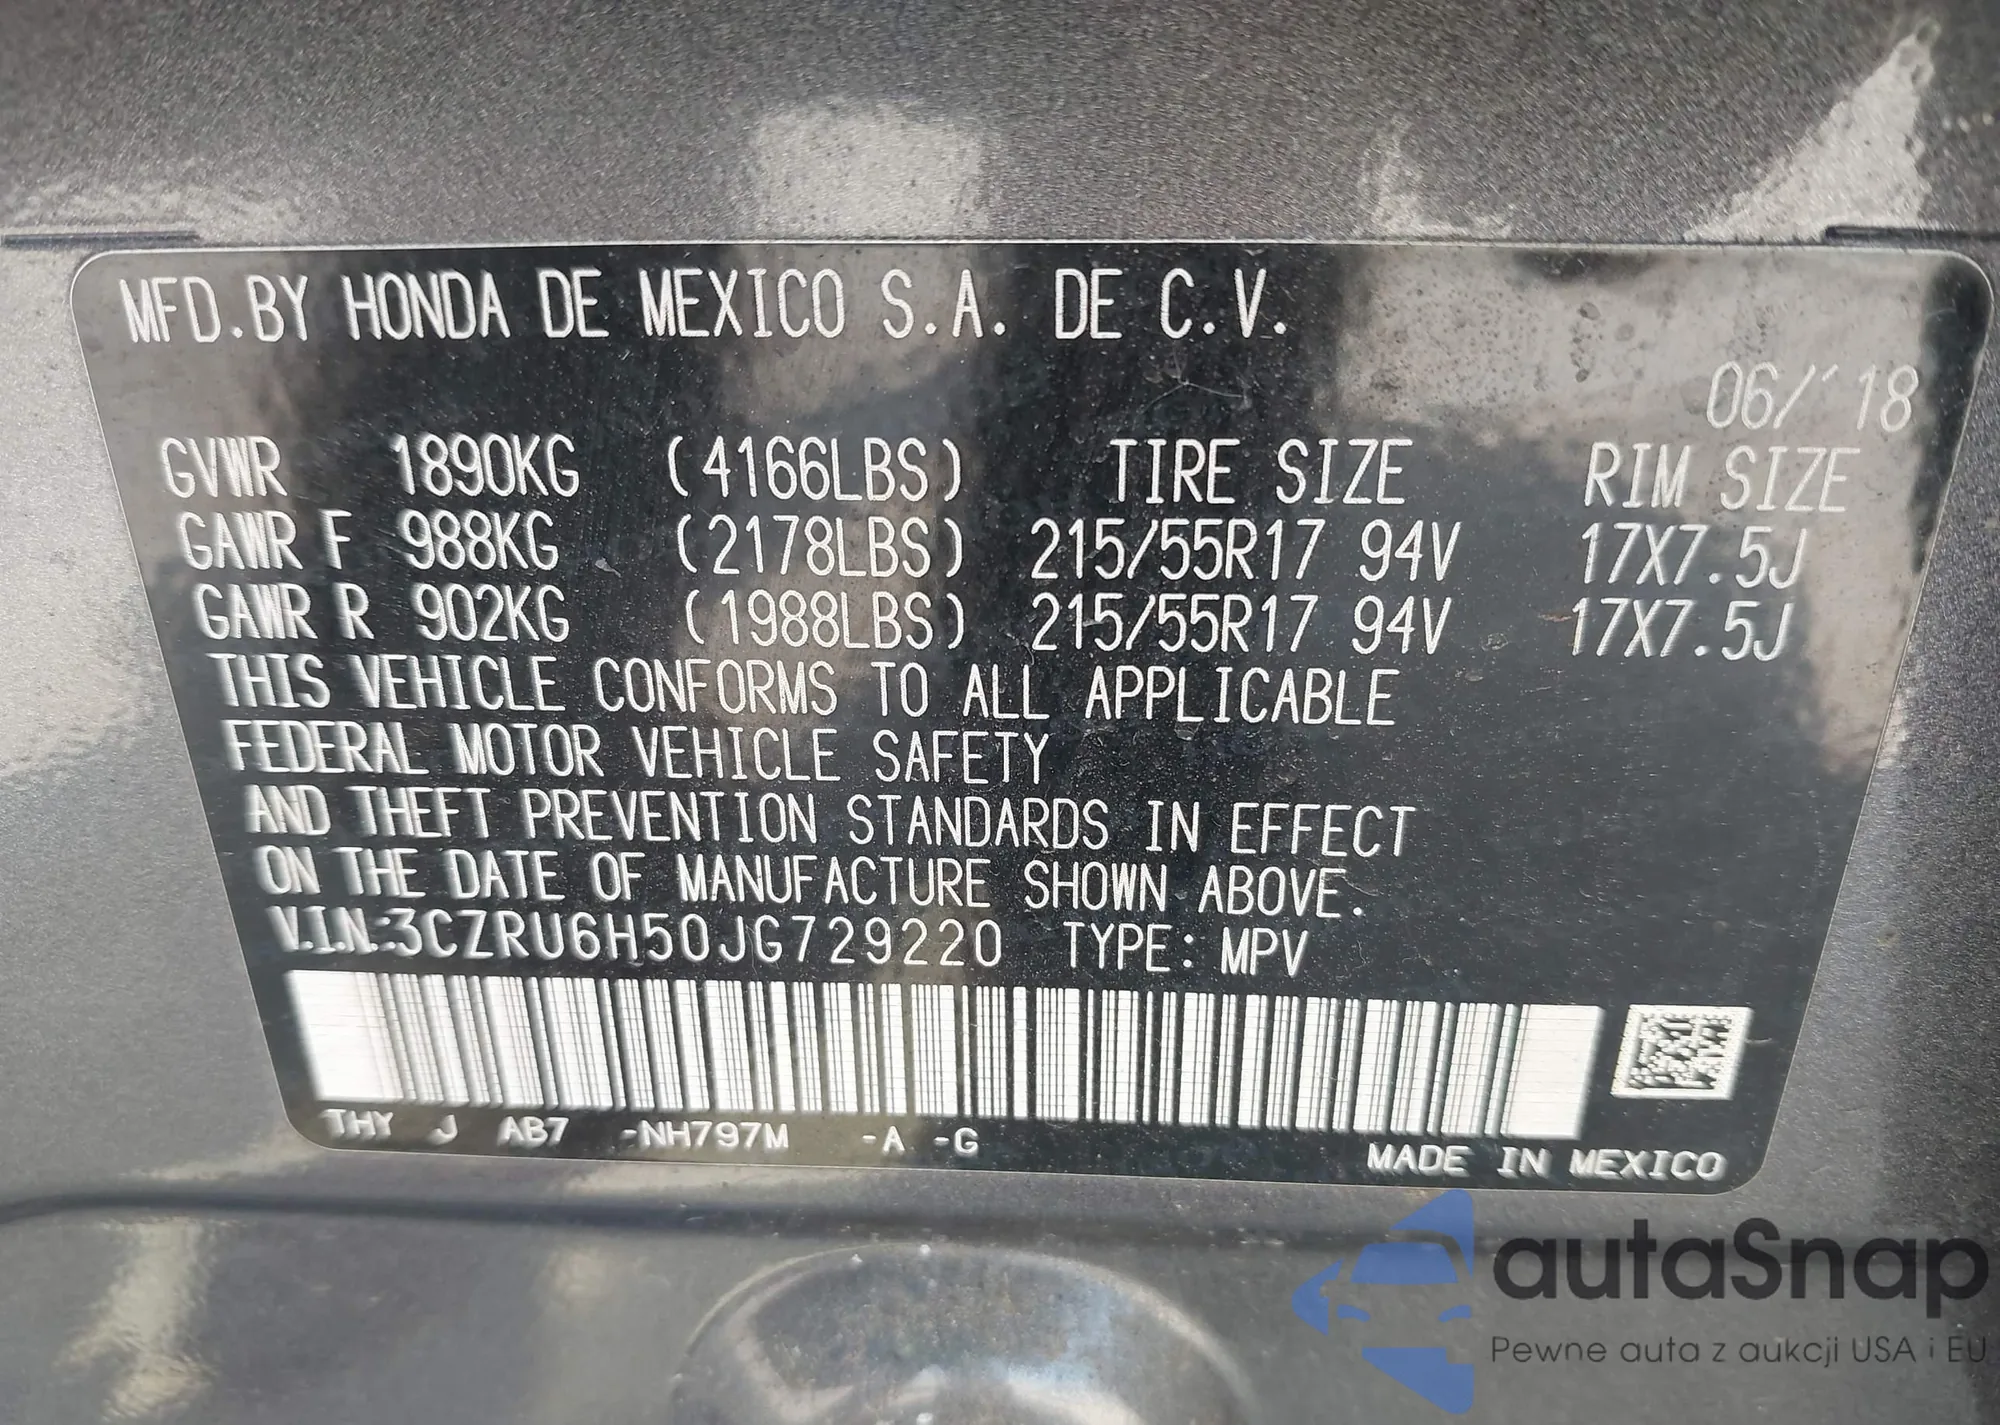 MFD.BY HONDA DE MEXICO S.A. DE C.V.
06/'18
GVWR 1890KG (4166LBS) TIRE SIZE RIM SIZE
GAWR F 988KG (2178LBS) 215/55R17 94V 17X7.5J
GAWR R 902KG (1988LBS) 215/55R17 94V 17X7.5J
THIS VEHICLE CONFORMS TO ALL APPLICABLE
FEDERAL MOTOR VEHICLE SAFETY
AND THEFT PREVENTION STANDARDS IN EFFECT
ON THE DATE OF MANUFACTURE SHOWN ABOVE.
V.I.N.:3CZRU6H50JG729220 TYPE: MPV
THY J AB7 -NH797M -A -G
MADE IN MEXICO
autaSnap
Pewne auta z aukcji USA i EU